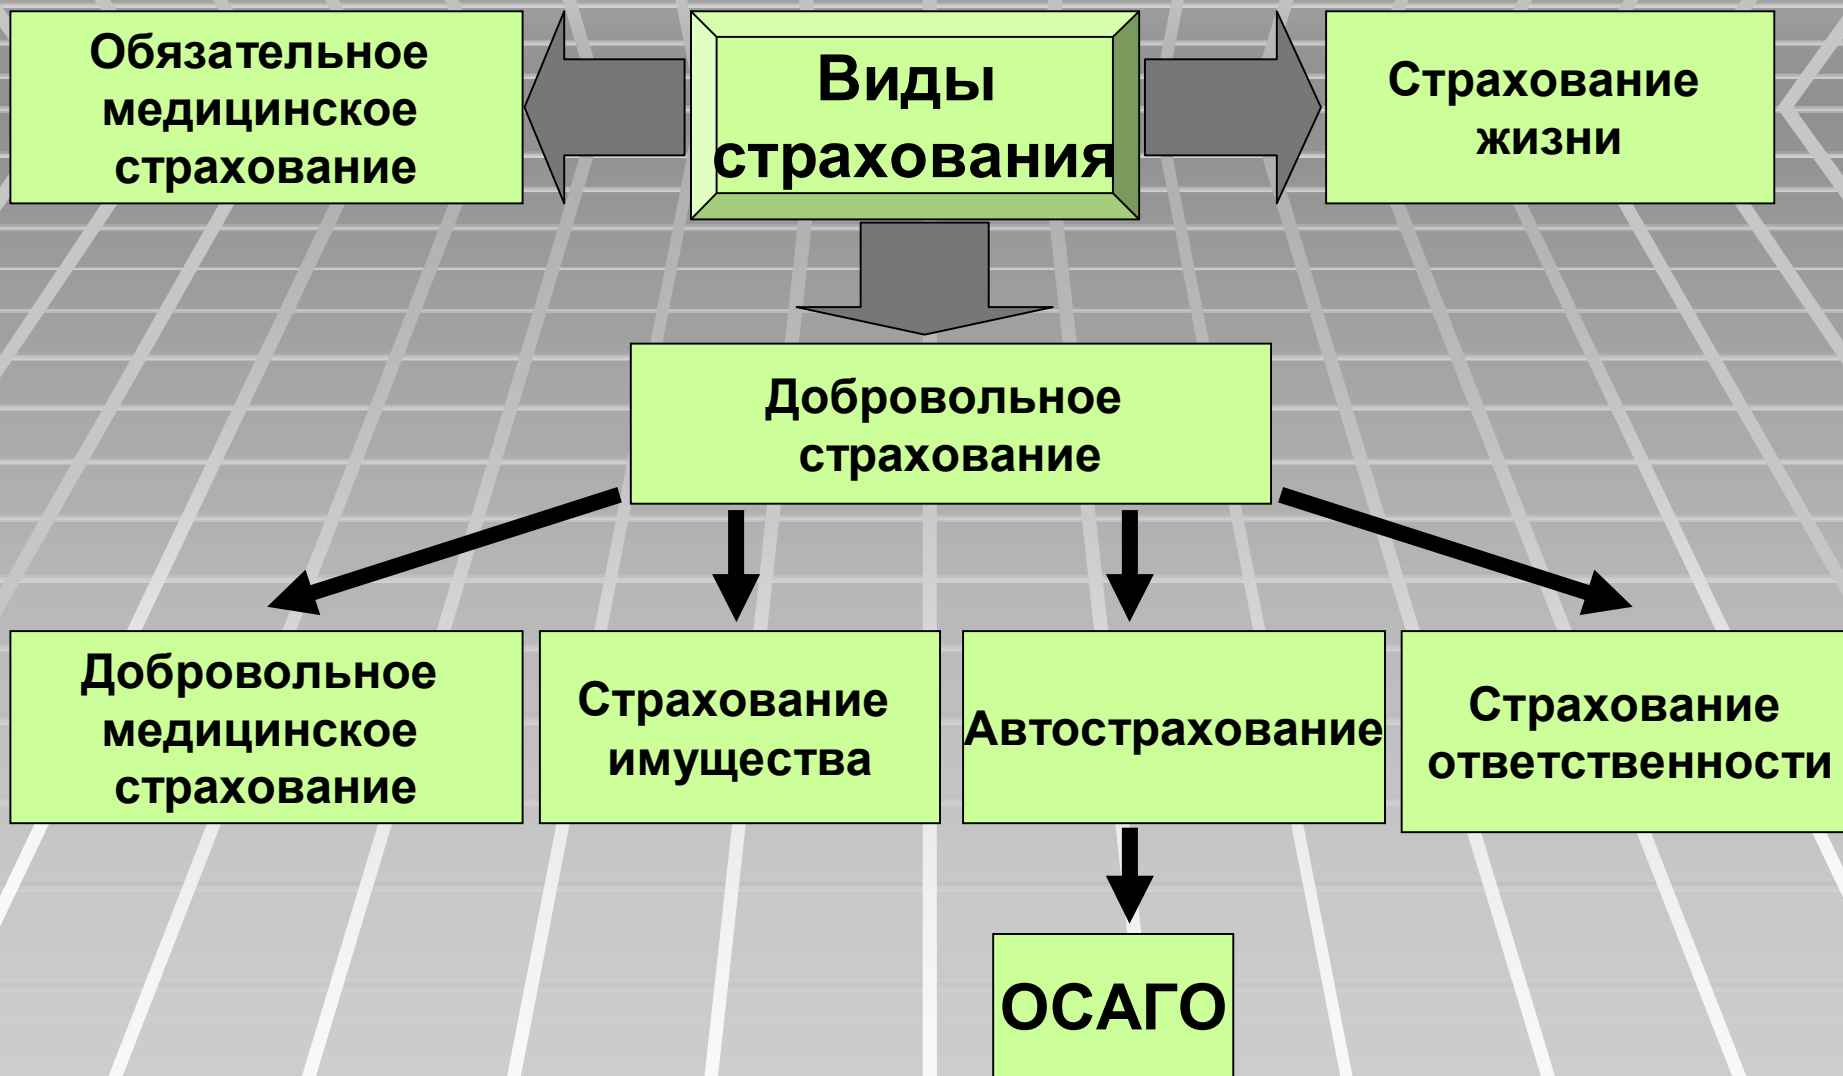 Обязательное
медицинское
страхование
Виды
страхования
Страхование
жизни
Добровольное
страхование
Добровольное
медицинское
страхование
Страхование
имущества
Автострахование
Страхование
ответственности
ОСАГО